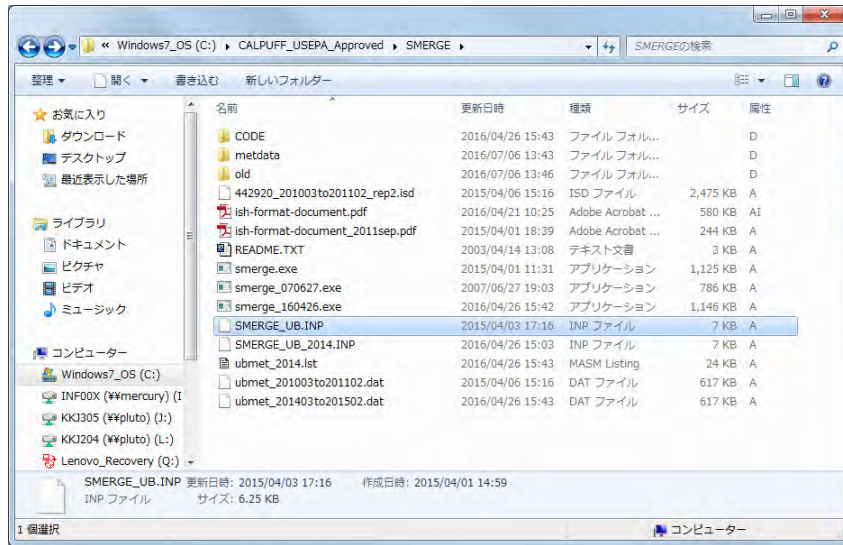 « Windows7_OS (C:) ▸ CALPUFF_USEPA_Approved ▸ SMERGE ▸ SMERGEの検索
整理 ▼ 開く ▼ 書き込む 新しいフォルダー
名前 更新日時 種類 サイズ 属性
お気に入り
ダウンロード
デスクトップ
最近表示した場所
ライブラリ
ドキュメント
ピクチャ
ビデオ
ミュージック
コンピューター
Windows7_OS (C:)
INF00X (¥¥mercury) (I
KKJ305 (¥¥pluto) (J:)
KKJ204 (¥¥pluto) (L:)
Lenovo_Recovery (Q:)
CODE 2016/04/26 15:43 ファイル フォル... D
metdata 2016/07/06 13:43 ファイル フォル... D
old 2016/07/06 13:46 ファイル フォル... D
442920_201003to201102_rep2.isd 2015/04/06 15:16 ISD ファイル 2,475 KB A
ish-format-document.pdf 2016/04/21 10:25 Adobe Acrobat ... 580 KB AI
ish-format-document_2011sep.pdf 2015/04/01 18:39 Adobe Acrobat ... 244 KB A
README.TXT 2003/04/14 13:08 テキスト文書 3 KB A
smerge.exe 2015/04/01 11:31 アプリケーション 1,125 KB A
smerge_070627.exe 2007/06/27 19:03 アプリケーション 786 KB A
smerge_160426.exe 2016/04/26 15:42 アプリケーション 1,146 KB A
SMERGE_UB.INP 2015/04/03 17:16 INP ファイル 7 KB A
SMERGE_UB_2014.INP 2016/04/26 15:03 INP ファイル 7 KB A
ubmet_2014.lst 2016/04/26 15:43 MASM Listing 24 KB A
ubmet_201003to201102.dat 2015/04/06 15:16 DAT ファイル 617 KB A
ubmet_201403to201502.dat 2016/04/26 15:43 DAT ファイル 617 KB A
SMERGE_UB.INP 更新日時: 2015/04/03 17:16 作成日時: 2015/04/01 14:59
INP ファイル サイズ: 6.25 KB
1 個選択 コンピューター